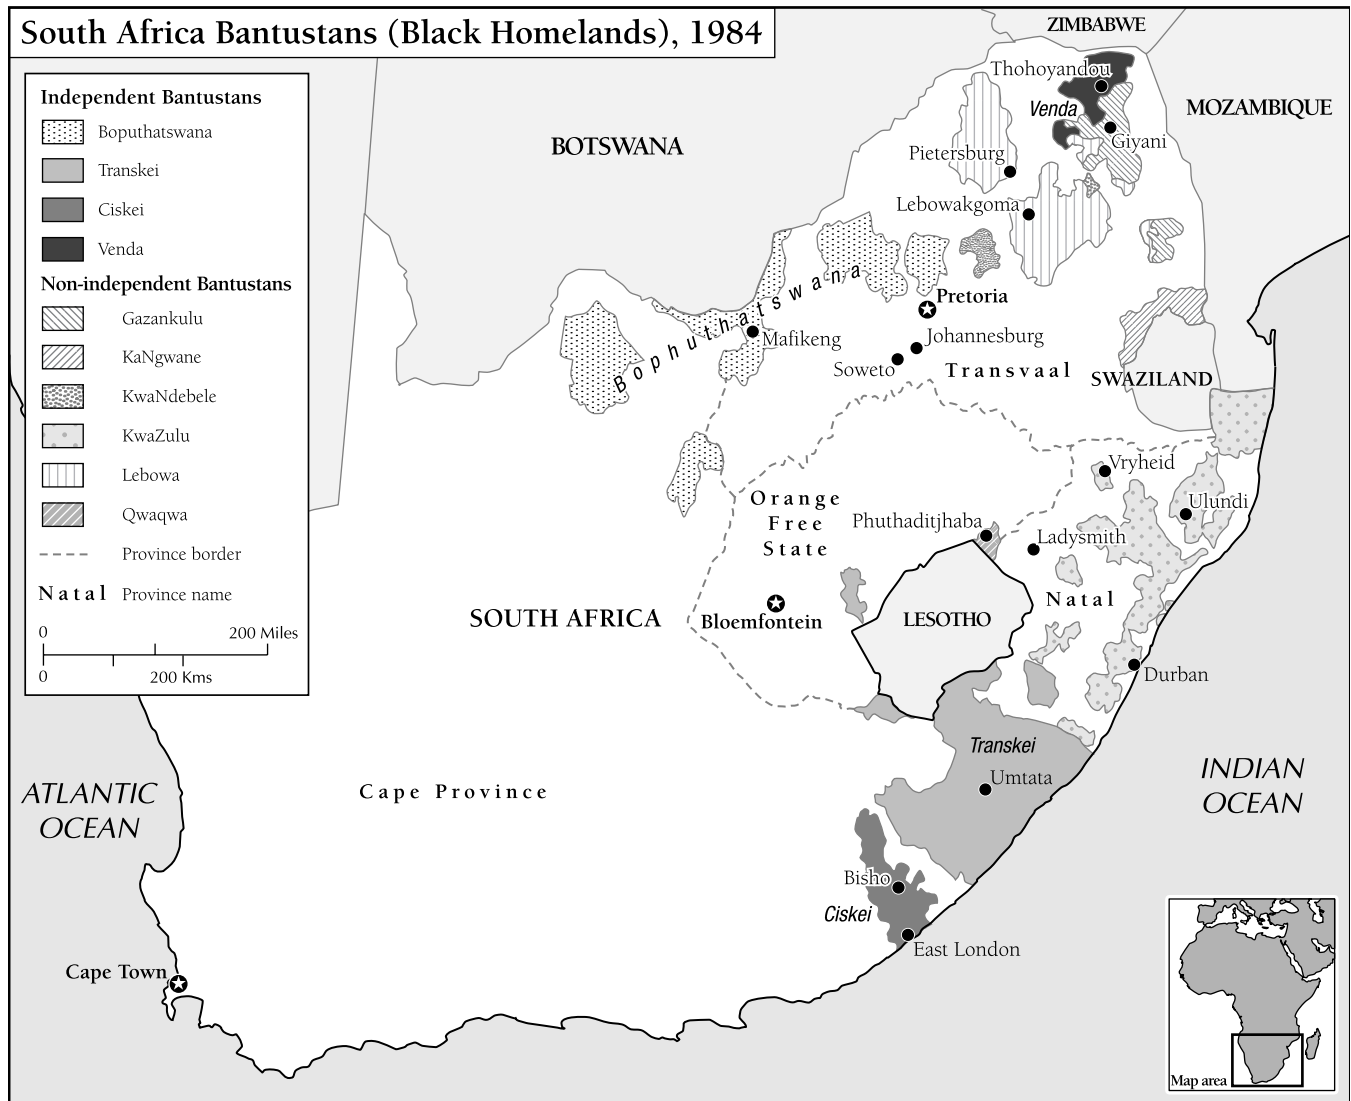 South Africa Bantustans (Black Homelands), 1984
Independent Bantustans
Boputhatswana
Transkei
Ciskei
Venda
Non-independent Bantustans
Gazankulu
KaNgwane
KwaNdebele
KwaZulu
Lebowa
Qwaqwa
Province border
Natal Province name
0 200 Miles
0 200 Kms
ZIMBABWE
Thohoyandou
Venda
MOZAMBIQUE
BOTSWANA
Giyani
Pietersburg
Lebowakgoma
Bophuthatswana
Pretoria
Mafikeng
Johannesburg
Soweto
Transvaal
SWAZILAND
Vryheid
Orange
Free
State
Ulundi
Phuthaditjhaba
Ladysmith
Natal
SOUTH AFRICA
Bloemfontein
LESOTHO
Durban
Transkei
Umtata
Cape Province
ATLANTIC
OCEAN
INDIAN
OCEAN
Bisho
Ciskei
East London
Cape Town
Map area